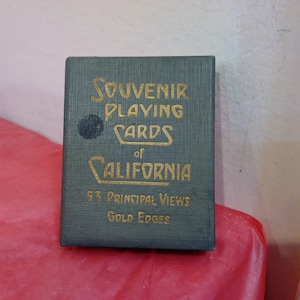 SOUVENIR
PLAYING
CARDS
of
CALIFORNIA
53 PRINCIPAL VIEWS
GOLD EDGES